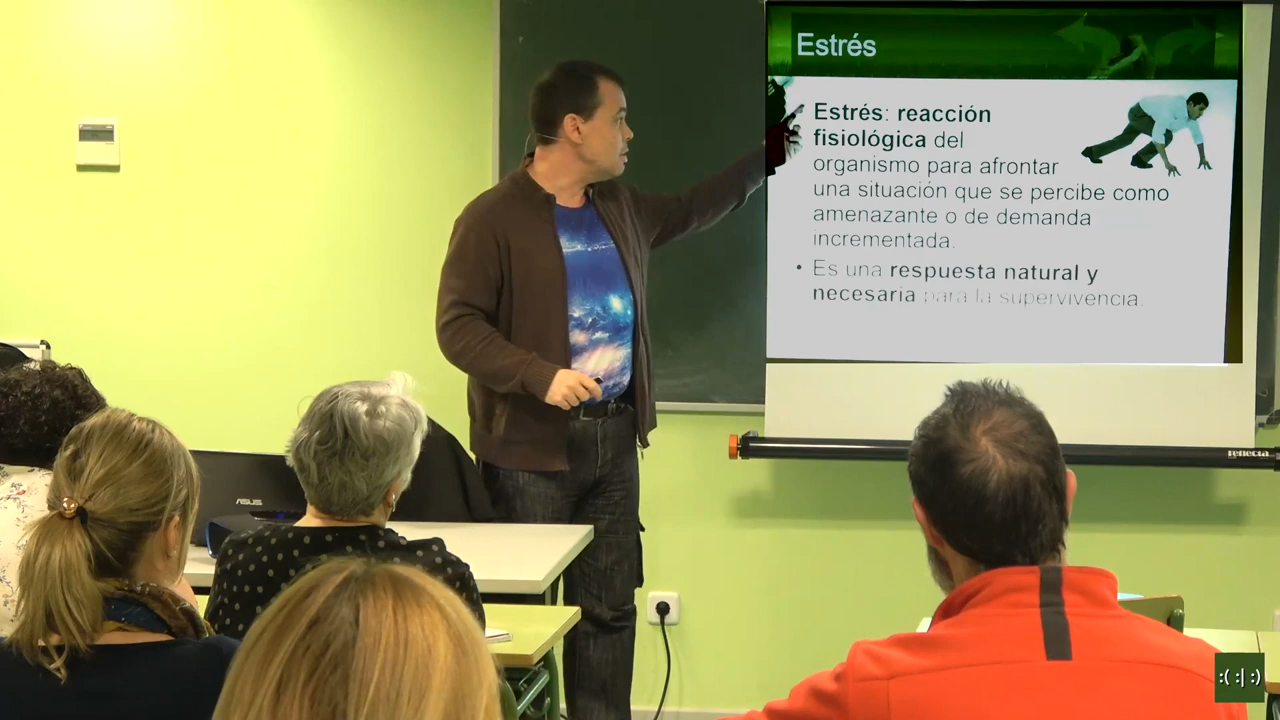 Estrés
Estrés: reacción
fisiológica del
organismo para afrontar
una situación que se percibe como
amenazante o de demanda
incrementada.
• Es una respuesta natural y
necesaria para la supervivencia.
ASUS
reflecta
:( :| :)